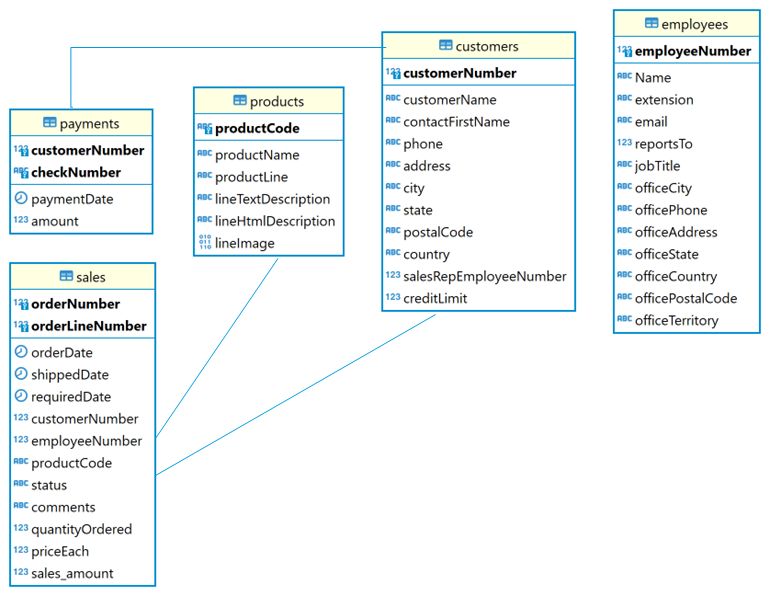 customers
123 customerNumber
ABC customerName
ABC contactFirstName
ABC phone
ABC address
ABC city
ABC state
ABC postalCode
ABC country
123 salesRepEmployeeNumber
123 creditLimit
employees
123 employeeNumber
ABC Name
ABC extension
ABC email
123 reportsTo
ABC jobTitle
ABC officeCity
ABC officePhone
ABC officeAddress
ABC officeState
ABC officeCountry
ABC officePostalCode
ABC officeTerritory
products
ABC productCode
ABC productName
ABC productLine
ABC lineTextDescription
ABC lineHtmlDescription
010
011
110
lineImage
payments
123 customerNumber
ABC checkNumber
paymentDate
123 amount
sales
123 orderNumber
123 orderLineNumber
orderDate
shippedDate
requiredDate
123 customerNumber
123 employeeNumber
ABC productCode
ABC status
ABC comments
123 quantityOrdered
123 priceEach
123 sales_amount